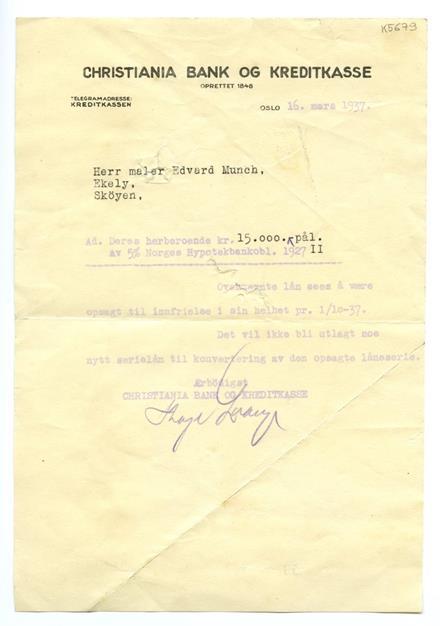 K5679
CHRISTIANIA BANK OG KREDITKASSE
OPRETTET 1848
TELEGRAMADRESSE:
KREDITKASSEN
OSLO 16. mars 1937.
Herr maler Edvard Munch,
Ekely,
Sköyen,
Ad. Deres herberoende kr. 15.000.- pål.
av 5% Norges Hypotekbankobl. 1927 II
Ovennevnte lån sees å være
opsagt til innfrielse i sin helhet pr. 1/10-37.
Det vil ikke bli utlagt noe
nytt serielån til konvertering av den opsagte låneserie.
Ærbödigst
CHRISTIANIA BANK OG KREDITKASSE